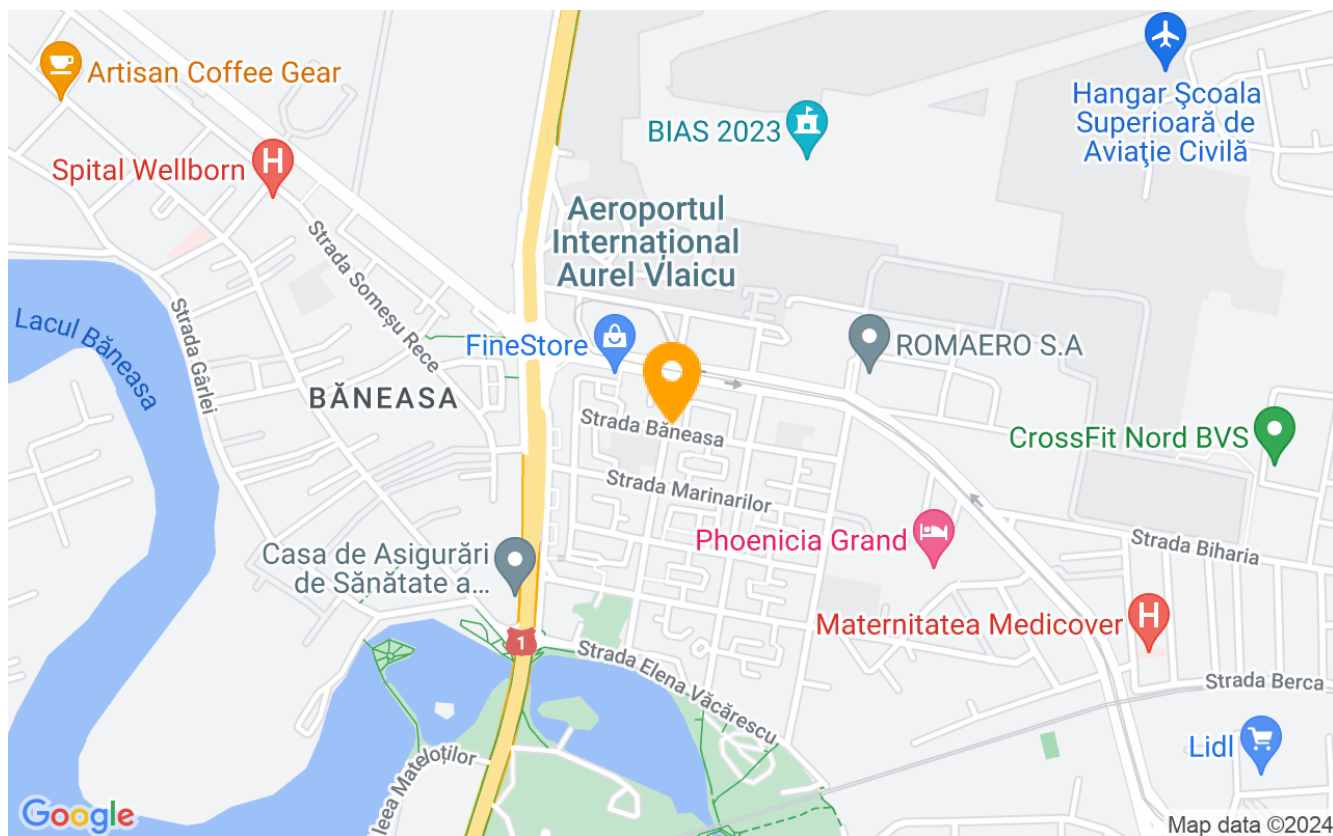 Artisan Coffee Gear
Spital Wellborn
BIAS 2023
Hangar Şcoala
Superioară de
Aviaţie Civilă
Aeroportul
Internațional
Aurel Vlaicu
Strada Someșu Rece
Strada Gârlei
Lacul Băneasa
FineStore
ROMAERO S.A
BĂNEASA
Strada Băneasa
CrossFit Nord BVS
Strada Marinarilor
Phoenicia Grand
Strada Biharia
Casa de Asigurări
de Sănătate a...
Maternitatea Medicover
1
Strada Elena Văcărescu
Strada Berca
Lidl
leea Mateloților
Google
Map data ©2024